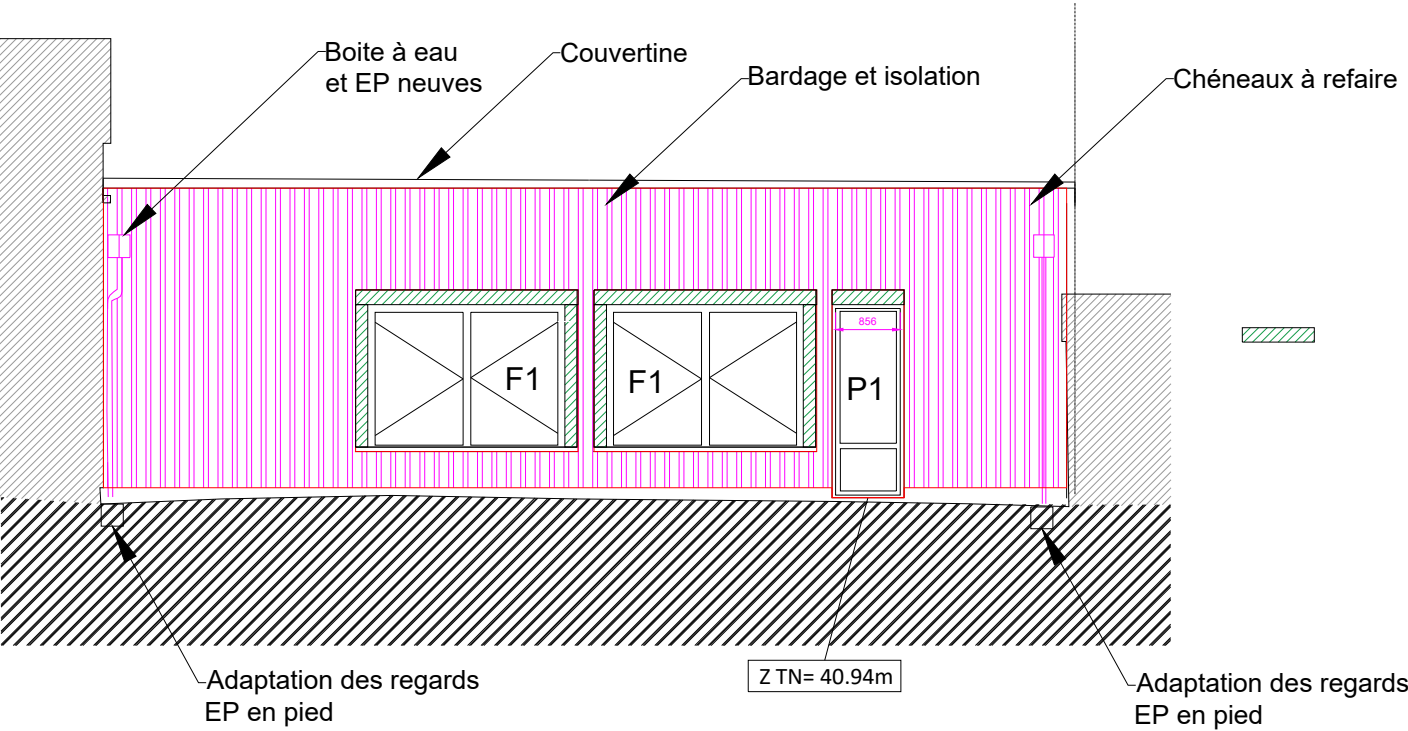 Boite à eau
et EP neuves
Couvertine
Bardage et isolation
Chéneaux à refaire
856
F1
F1
P1
Z TN= 40.94m
Adaptation des regards
EP en pied
Adaptation des regards
EP en pied